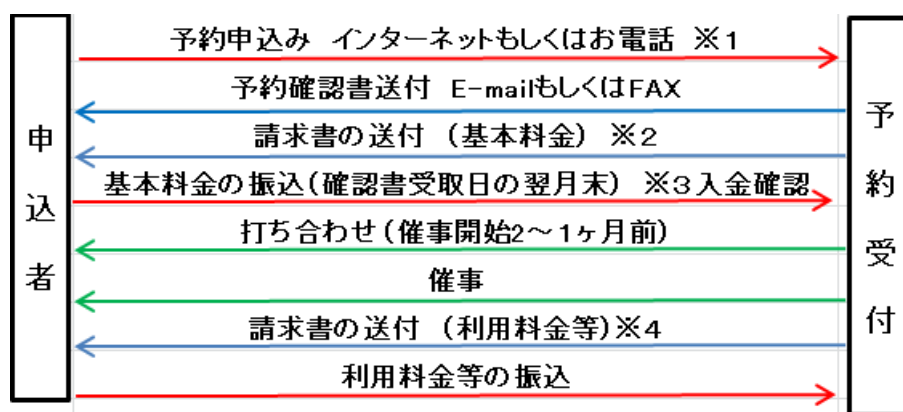 予約申込み インターネットもしくはお電話 ※1
予約確認書送付 E-mailもしくはFAX
請求書の送付 (基本料金) ※2
基本料金の振込(確認書受取日の翌月末) ※3入金確認
打ち合わせ(催事開始2～1ヶ月前)
催事
請求書の送付 (利用料金等)※4
利用料金等の振込
申込者
予約受付